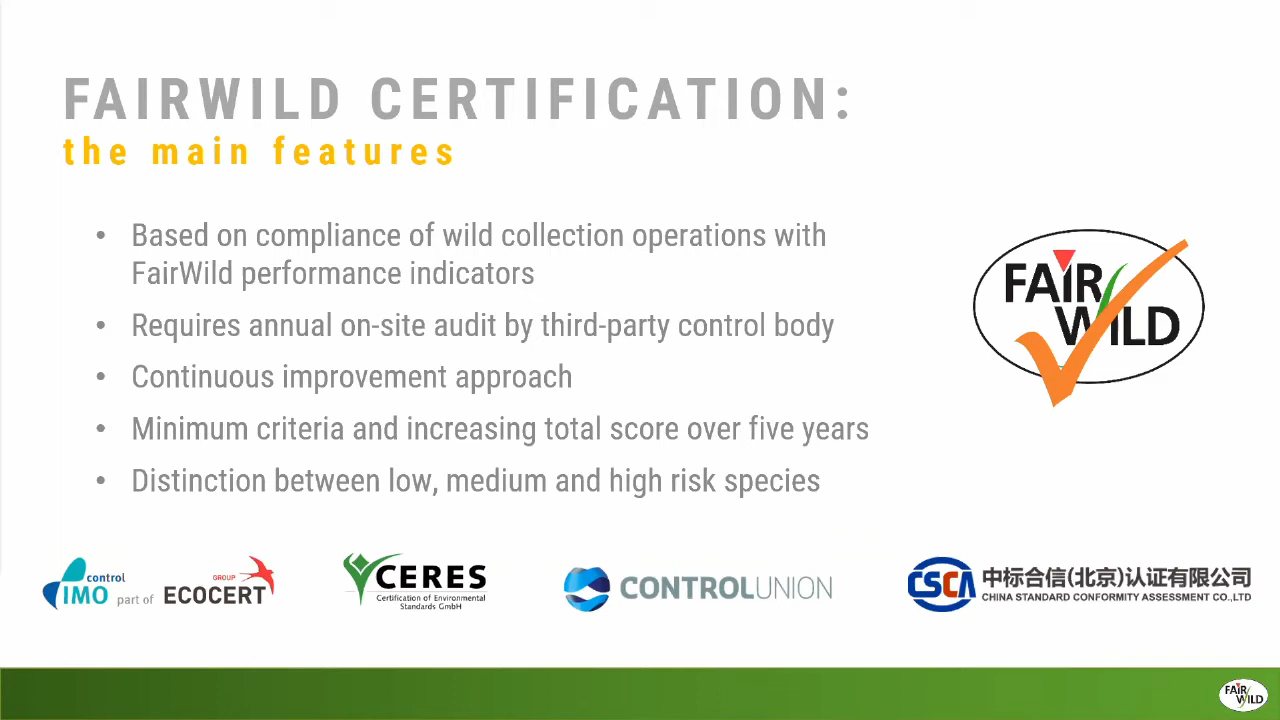 FAIRWILD CERTIFICATION:
the main features
• Based on compliance of wild collection operations with
FairWild performance indicators
• Requires annual on-site audit by third-party control body
• Continuous improvement approach
• Minimum criteria and increasing total score over five years
• Distinction between low, medium and high risk species
FAIR
WILD
control
IMO part of
GROUP
ECOCERT
CERES
Certification of Environmental
Standards GmbH
CONTROLUNION
CSCA
中标合信(北京)认证有限公司
CHINA STANDARD CONFORMITY ASSESSMENT CO.,LTD
FAIR
WILD